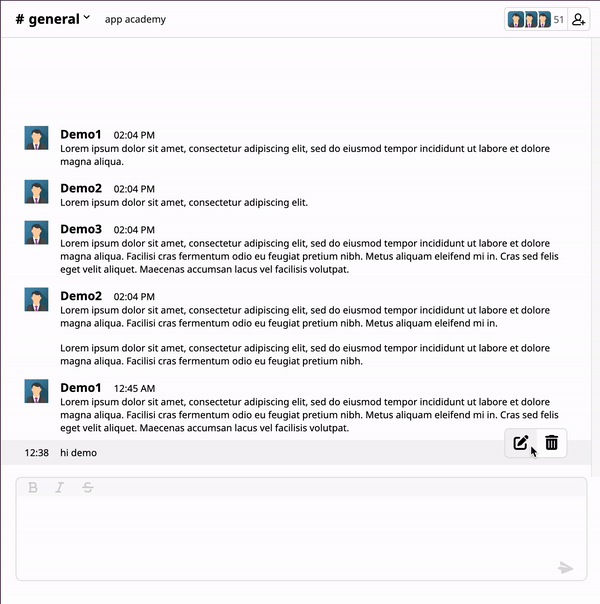 # general app academy 51
Demo1 02:04 PM
Lorem ipsum dolor sit amet, consectetur adipiscing elit, sed do eiusmod tempor incididunt ut labore et dolore
magna aliqua.
Demo2 02:04 PM
Lorem ipsum dolor sit amet, consectetur adipiscing elit.
Demo3 02:04 PM
Lorem ipsum dolor sit amet, consectetur adipiscing elit, sed do eiusmod tempor incididunt ut labore et dolore
magna aliqua. Facilisi cras fermentum odio eu feugiat pretium nibh. Metus aliquam eleifend mi in. Cras sed felis
eget velit aliquet. Maecenas accumsan lacus vel facilisis volutpat.
Demo2 02:04 PM
Lorem ipsum dolor sit amet, consectetur adipiscing elit, sed do eiusmod tempor incididunt ut labore et dolore
magna aliqua. Facilisi cras fermentum odio eu feugiat pretium nibh. Metus aliquam eleifend mi in.
Lorem ipsum dolor sit amet, consectetur adipiscing elit, sed do eiusmod tempor incididunt ut labore et dolore
magna aliqua. Facilisi cras fermentum odio eu feugiat pretium nibh.
Demo1 12:45 AM
Lorem ipsum dolor sit amet, consectetur adipiscing elit, sed do eiusmod tempor incididunt ut labore et dolore
magna aliqua. Facilisi cras fermentum odio eu feugiat pretium nibh. Metus aliquam eleifend mi in. Cras sed felis
eget velit aliquet. Maecenas accumsan lacus vel facilisis volutpat.
12:38 hi demo
B I S